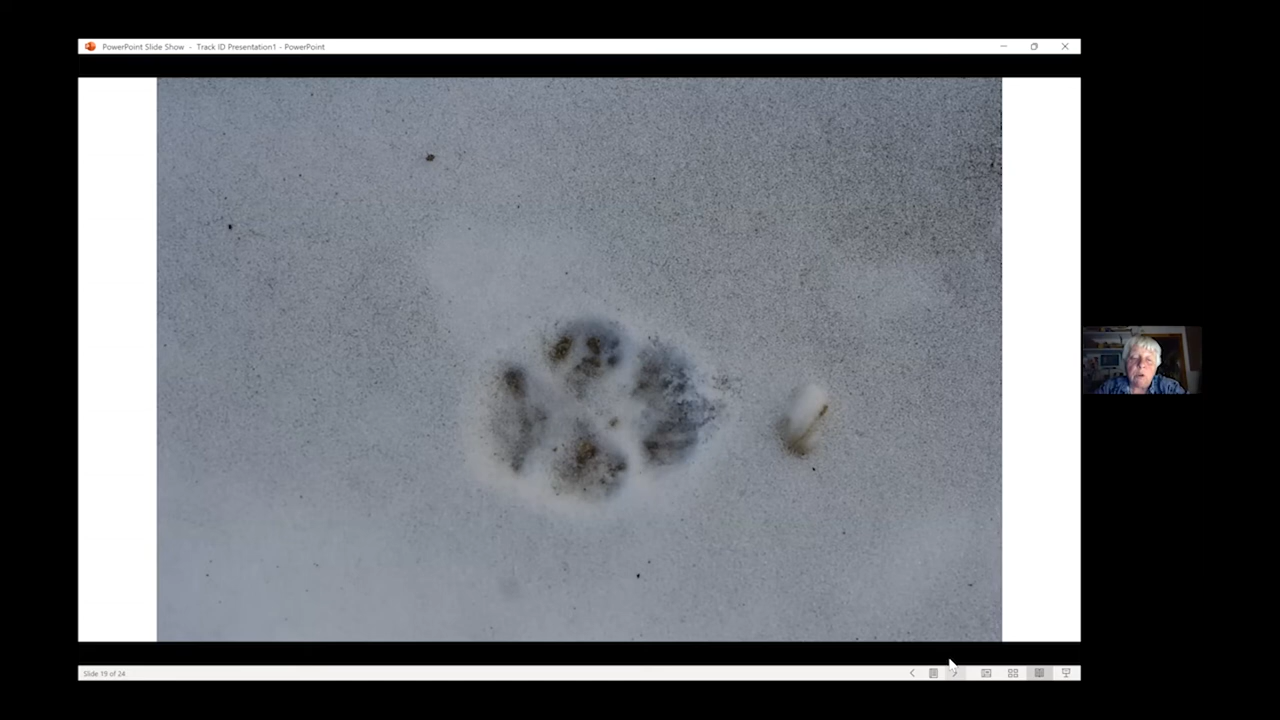 PowerPoint Slide Show - Track ID Presentation1 - PowerPoint
Slide 19 of 24